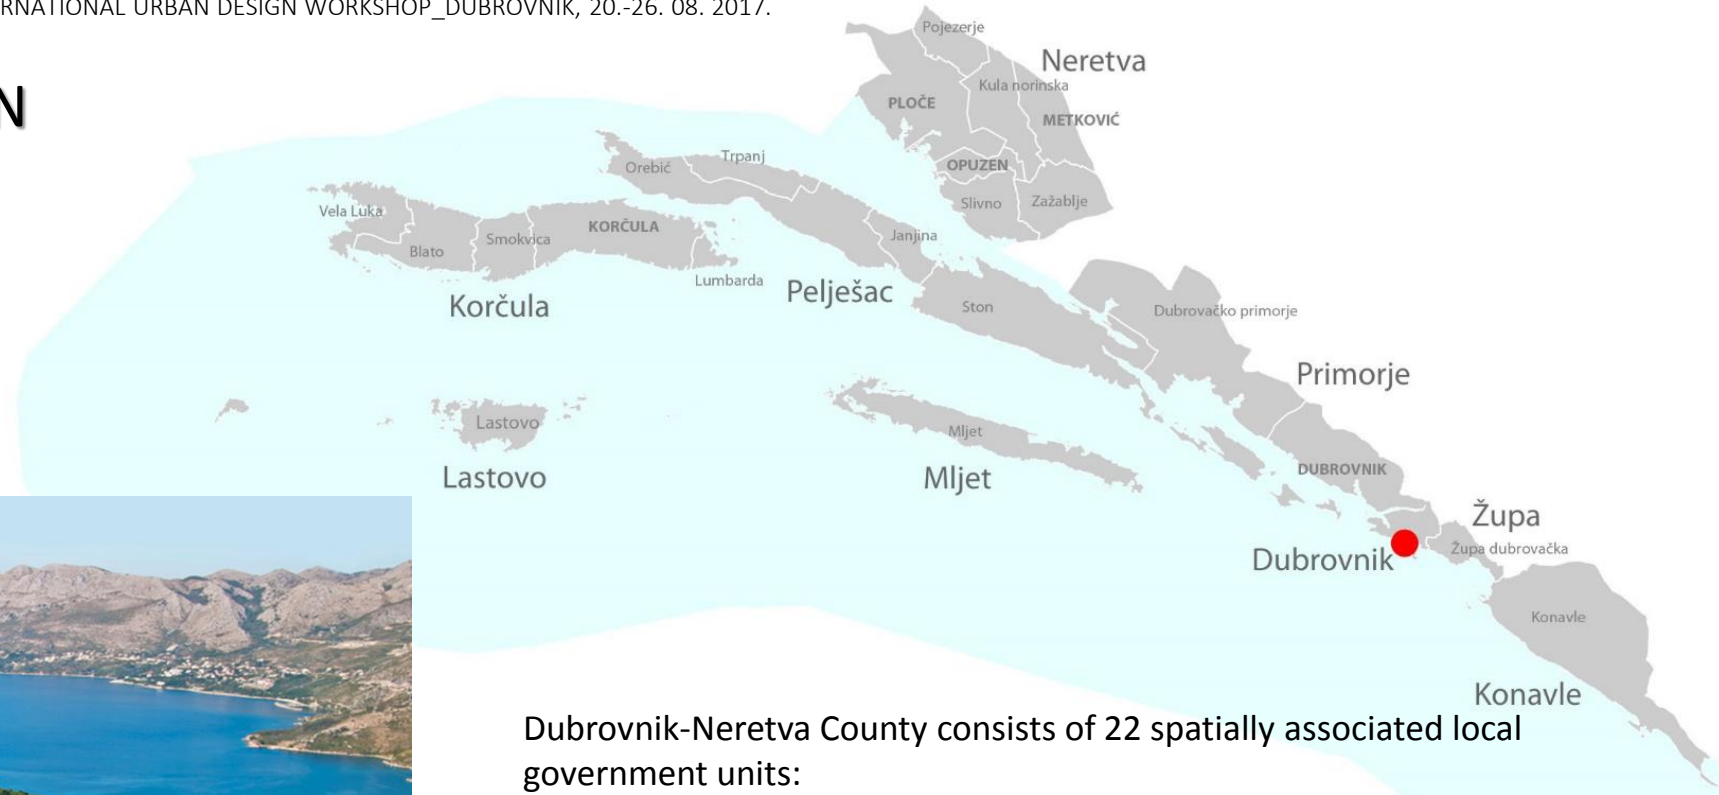 RNATIONAL URBAN DESIGN WORKSHOP_DUBROVNIK, 20.-26. 08. 2017.
N
Pojezerje
Neretva
Kula norinska
PLOČE
METKOVIĆ
Trpanj
Orebić
OPUZEN
Slivno
Zažablje
Vela Luka
KORČULA
Smokvica
Blato
Janjina
Lumbarda
Pelješac
Korčula
Ston
Dubrovačko primorje
Primorje
Lastovo
Mljet
Lastovo
Mljet
DUBROVNIK
Župa
Župa dubrovačka
Dubrovnik
Konavle
Konavle
Dubrovnik-Neretva County consists of 22 spatially associated local
government units: